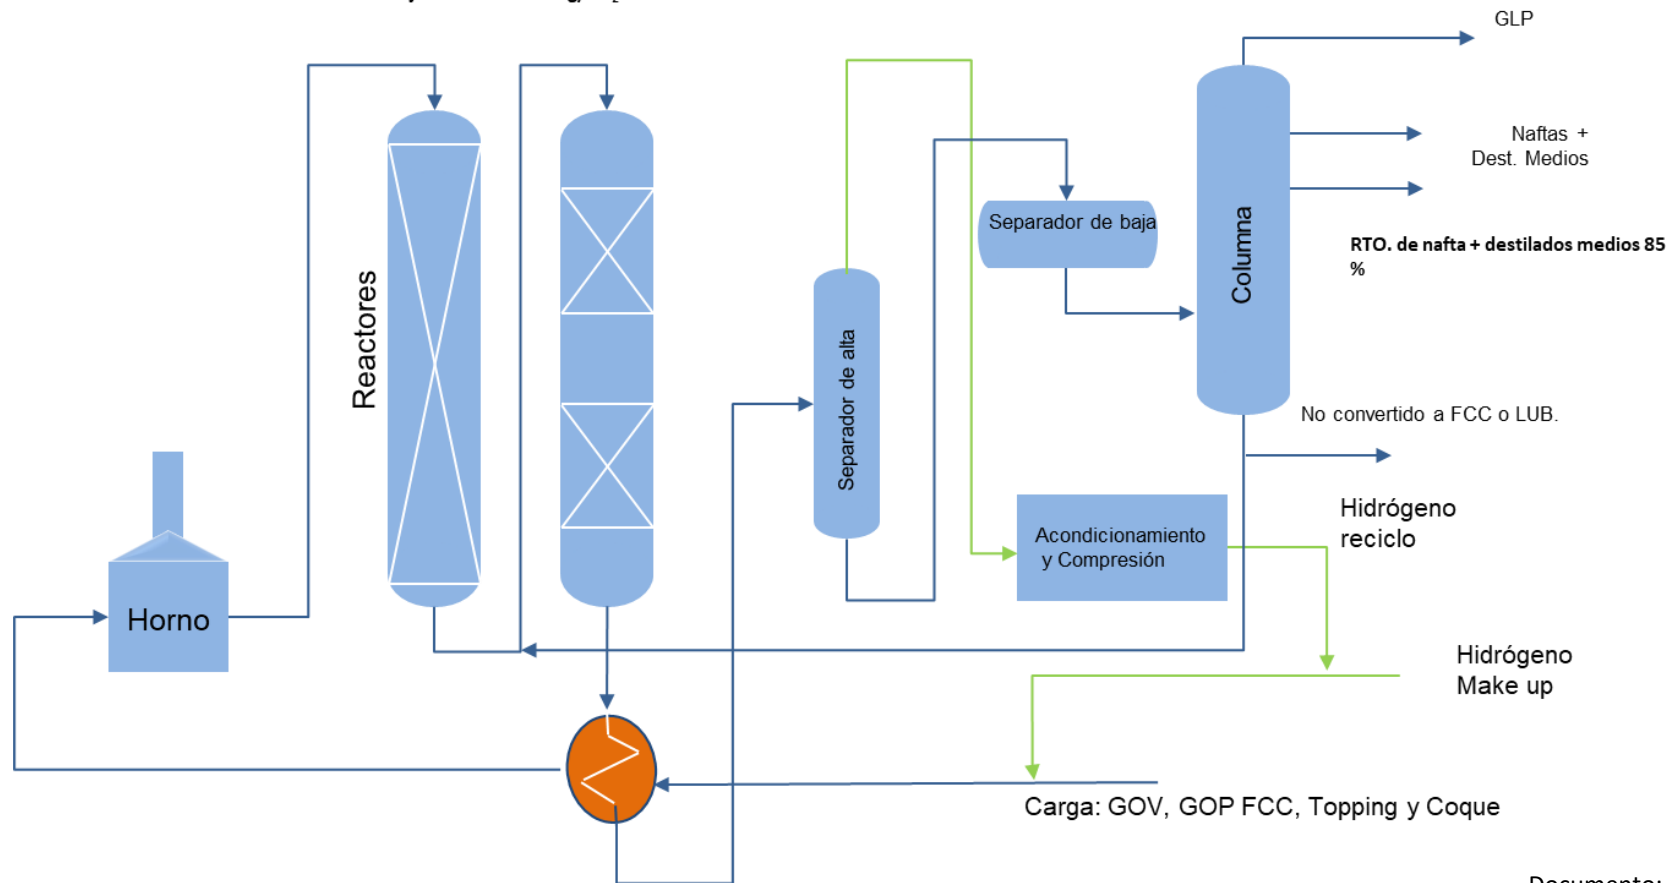 GLP
Naftas +
Dest. Medios
Separador de baja
Columna
RTO. de nafta + destilados medios 85
%
Reactores
Separador de alta
No convertido a FCC o LUB.
Hidrógeno
reciclo
Acondicionamiento
y Compresión
Horno
Hidrógeno
Make up
Carga: GOV, GOP FCC, Topping y Coque